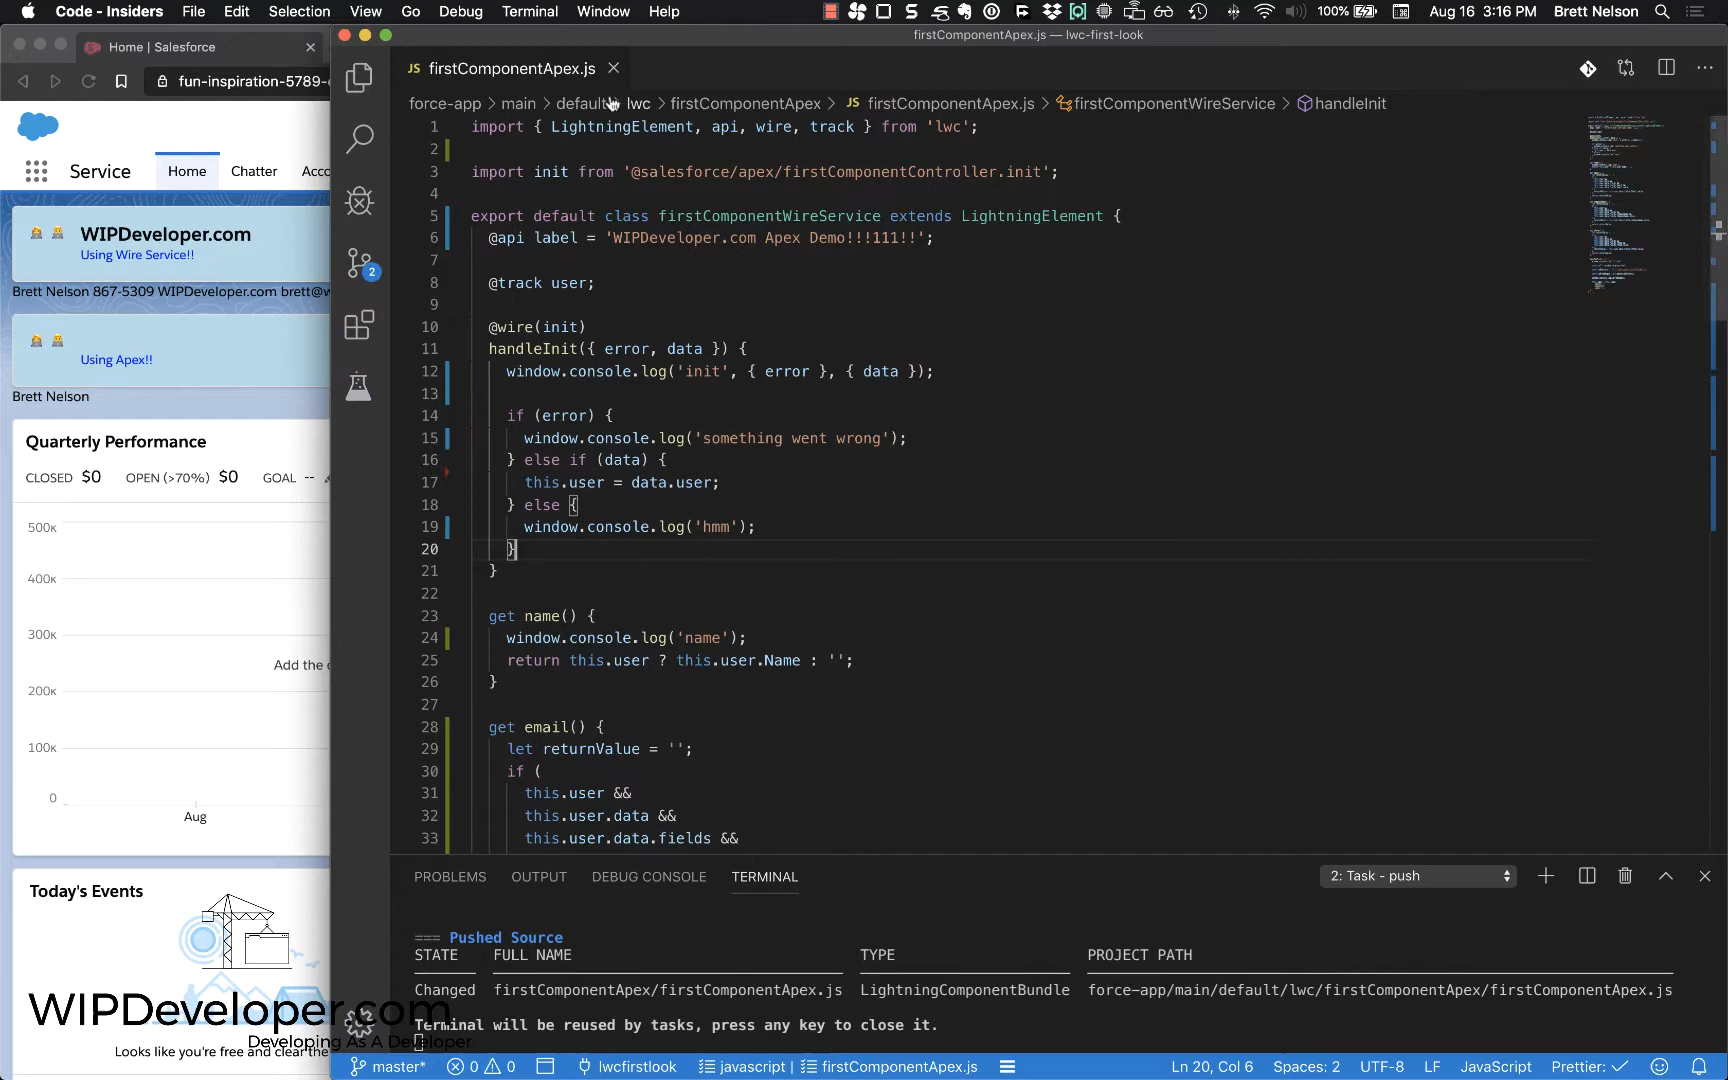 Code - Insiders File Edit Selection View Go Debug Terminal Window Help 100% Aug 16 3:16 PM Brett Nelson
Home | Salesforce
fun-inspiration-5789-
Service Home Chatter Acco
WIPDeveloper.com
Using Wire Service!!
Brett Nelson 867-5309 WIPDeveloper.com brett@w
Using Apex!!
Brett Nelson
Quarterly Performance
CLOSED $0 OPEN (>70%) $0 GOAL --
500K
400K
300K
Add the c
200K
100K
0
Aug
Today's Events
Looks like you're free and clear the
WIPDeveloper.com
Developing As A Developer
firstComponentApex.js — lwc-first-look
JS firstComponentApex.js
force-app > main > default > lwc > firstComponentApex > JS firstComponentApex.js > firstComponentWireService > handleInit
2
1 import { LightningElement, api, wire, track } from 'lwc';
2
3 import init from '@salesforce/apex/firstComponentController.init';
4
5 export default class firstComponentWireService extends LightningElement {
6 @api label = 'WIPDeveloper.com Apex Demo!!!111!!';
7
8 @track user;
9
10 @wire(init)
11 handleInit({ error, data }) {
12 window.console.log('init', { error }, { data });
13
14 if (error) {
15 window.console.log('something went wrong');
16 } else if (data) {
17 this.user = data.user;
18 } else {
19 window.console.log('hmm');
20 }
21 }
22
23 get name() {
24 window.console.log('name');
25 return this.user ? this.user.Name : '';
26 }
27
28 get email() {
29 let returnValue = '';
30 if (
31 this.user &&
32 this.user.data &&
33 this.user.data.fields &&
PROBLEMS OUTPUT DEBUG CONSOLE TERMINAL 2: Task - push
=== Pushed Source
STATE FULL NAME TYPE PROJECT PATH
Changed firstComponentApex/firstComponentApex.js LightningComponentBundle force-app/main/default/lwc/firstComponentApex/firstComponentApex.js
Terminal will be reused by tasks, press any key to close it.
master* 0 0 lwcfirstlook javascript | firstComponentApex.js Ln 20, Col 6 Spaces: 2 UTF-8 LF JavaScript Prettier: ✓